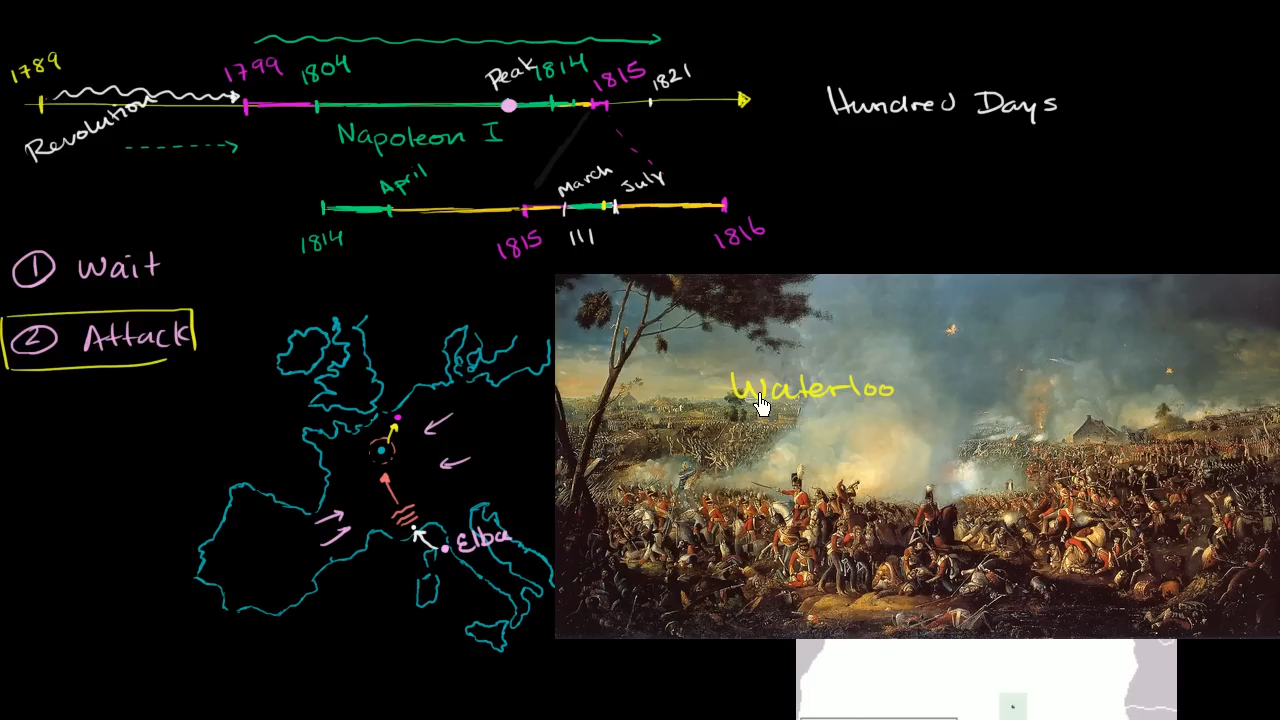 1789
1799
1804
Peak
1814
1815
1821
Hundred Days
Revolution
Napoleon I
April
March
July
1814
1815
111
1816
① Wait
② Attack
Waterloo
Elba